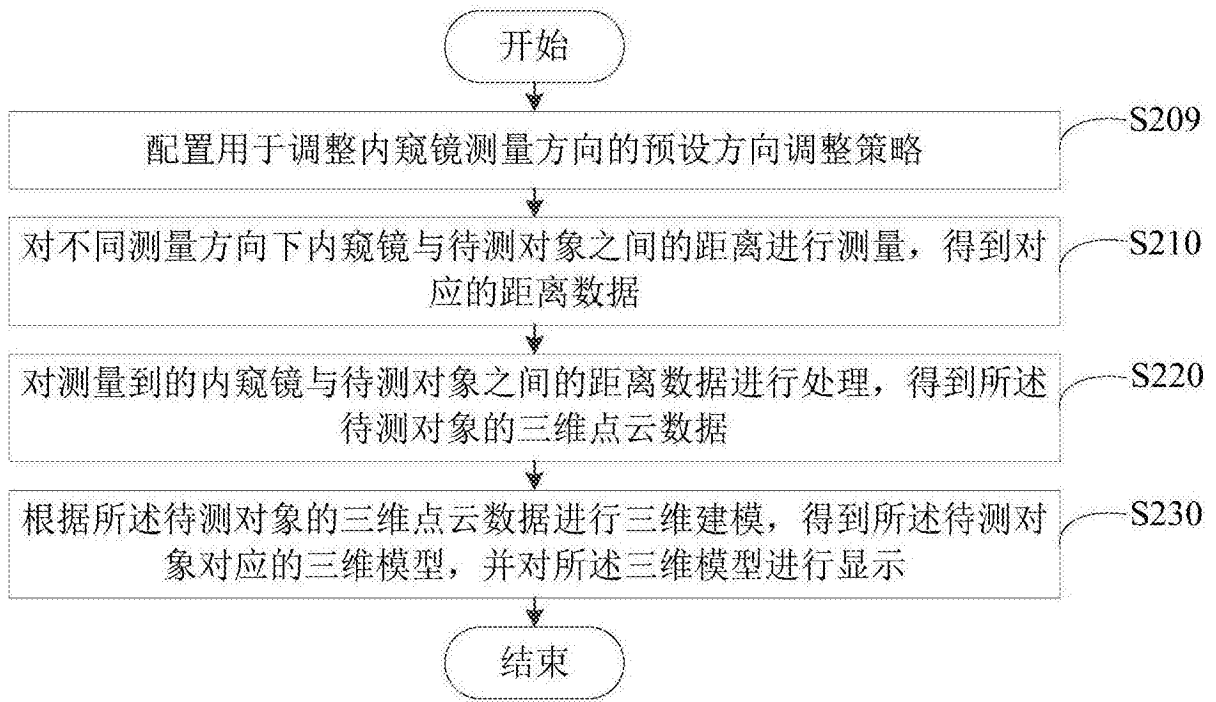 开始
配置用于调整内窥镜测量方向的预设方向调整策略
S209
对不同测量方向下内窥镜与待测对象之间的距离进行测量，得到对
应的距离数据
S210
对测量到的内窥镜与待测对象之间的距离数据进行处理，得到所述
待测对象的三维点云数据
S220
根据所述待测对象的三维点云数据进行三维建模，得到所述待测对
象对应的三维模型，并对所述三维模型进行显示
S230
结束